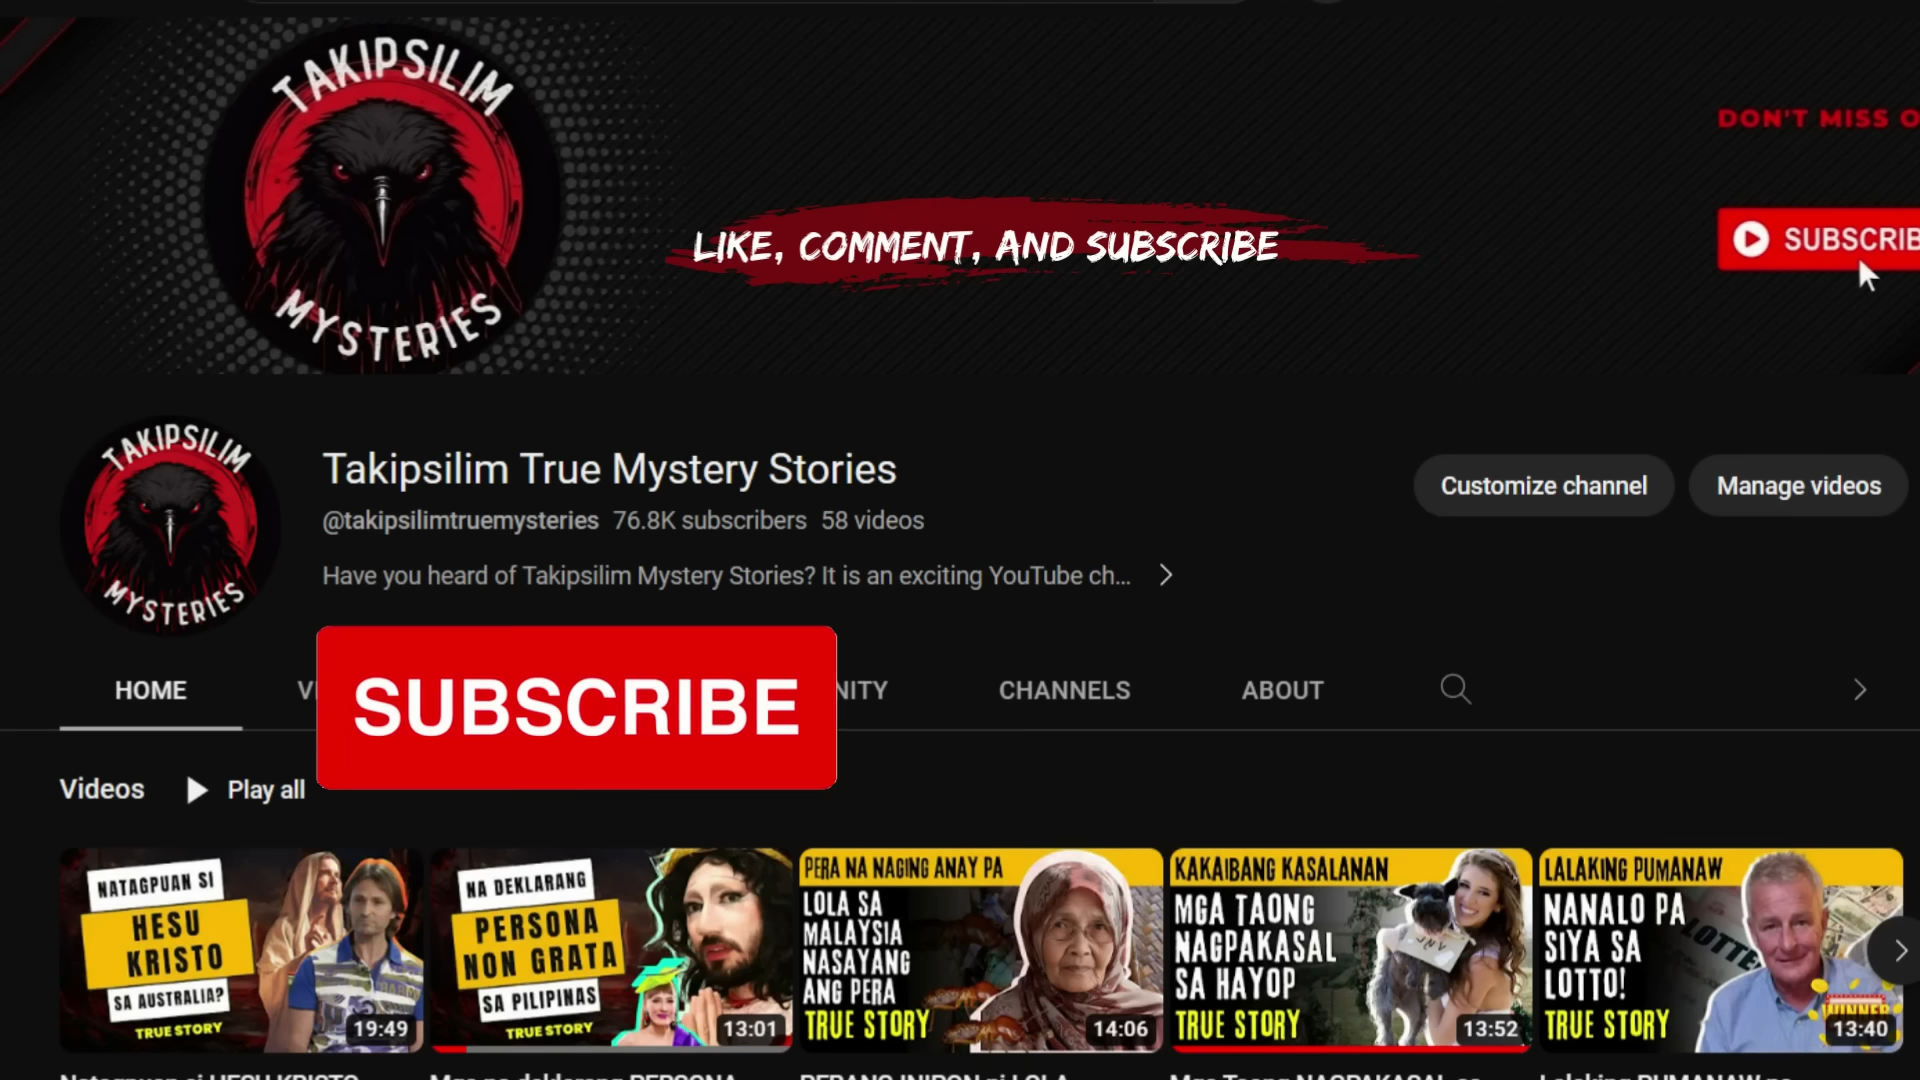 TAKIPSILIM
MYSTERIES
LIKE, COMMENT, AND SUBSCRIBE
DON'T MISS O
SUBSCRIB
TAKIPSILIM
MYSTERIES
Takipsilim True Mystery Stories
@takipsilimtruemysteries 76.8K subscribers 58 videos
Have you heard of Takipsilim Mystery Stories? It is an exciting YouTube ch...
Customize channel
Manage videos
HOME
SUBSCRIBE
NITY
CHANNELS
ABOUT
Videos
Play all
NATAGPUAN SI
HESU
KRISTO
SA AUSTRALIA?
TRUE STORY
19:49
NA DEKLARANG
PERSONA
NON GRATA
SA PILIPINAS
TRUE STORY
13:01
PERA NA NAGING ANAY PA
LOLA SA
MALAYSIA
NASAYANG
ANG PERA
TRUE STORY
14:06
KAKAIBANG KASALANAN
MGA TAONG
NAGPAKASAL
SA HAYOP
TRUE STORY
JNV
13:52
LALAKING PUMANAW
NANALO PA
SIYA SA
LOTTO!
TRUE STORY
LOTTE
WINNER
13:40